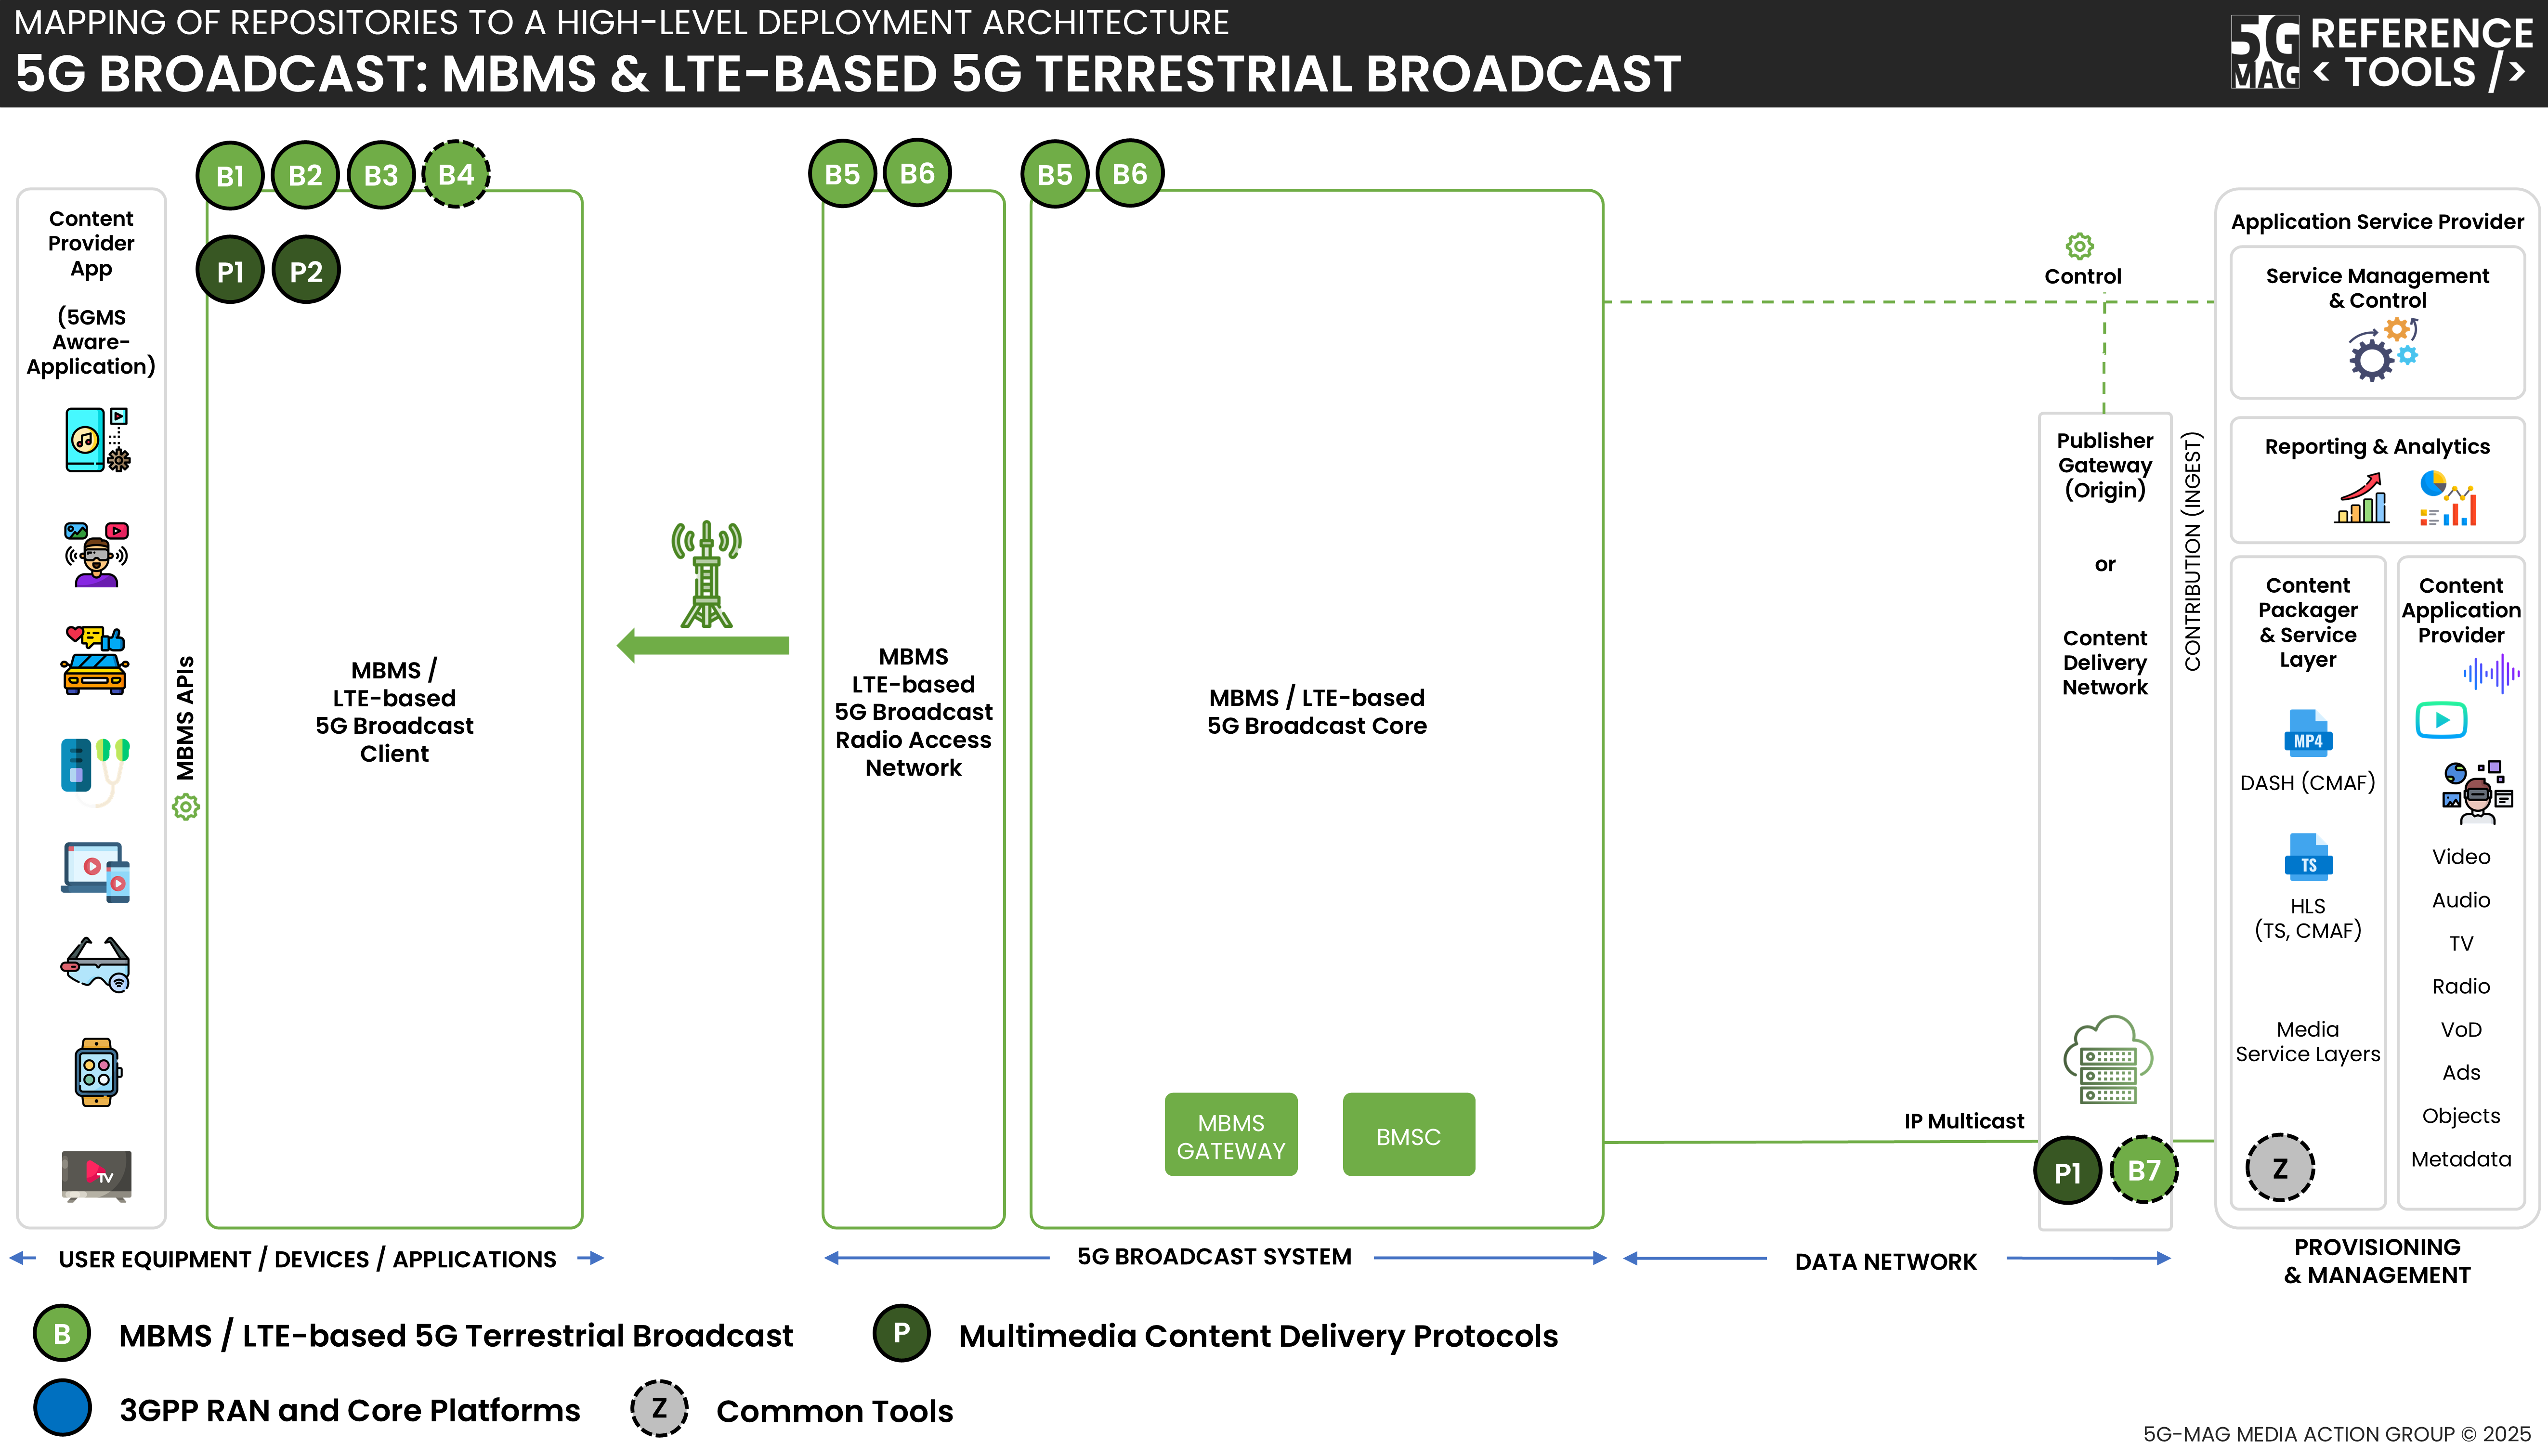 MAPPING OF REPOSITORIES TO A HIGH-LEVEL DEPLOYMENT ARCHITECTURE
5G BROADCAST: MBMS & LTE-BASED 5G TERRESTRIAL BROADCAST
5G
MAG
REFERENCE
< TOOLS />
B1
B2
B3
B4
P1
P2
B5
B6
B5
B6
Content
Provider
App
(5GMS
Aware-
Application)
TV
MBMS APIs
MBMS /
LTE-based
5G Broadcast
Client
MBMS
LTE-based
5G Broadcast
Radio Access
Network
MBMS / LTE-based
5G Broadcast Core
MBMS
GATEWAY
BMSC
Control
IP Multicast
Publisher
Gateway
(Origin)
or
Content
Delivery
Network
P1
B7
CONTRIBUTION (INGEST)
Application Service Provider
Service Management
& Control
Reporting & Analytics
Content
Packager
& Service
Layer
MP4
DASH (CMAF)
TS
HLS
(TS, CMAF)
Media
Service Layers
Z
Content
Application
Provider
Video
Audio
TV
Radio
VoD
Ads
Objects
Metadata
USER EQUIPMENT / DEVICES / APPLICATIONS
5G BROADCAST SYSTEM
DATA NETWORK
PROVISIONING
& MANAGEMENT
B
MBMS / LTE-based 5G Terrestrial Broadcast
P
Multimedia Content Delivery Protocols
3GPP RAN and Core Platforms
Z
Common Tools
5G-MAG MEDIA ACTION GROUP © 2025